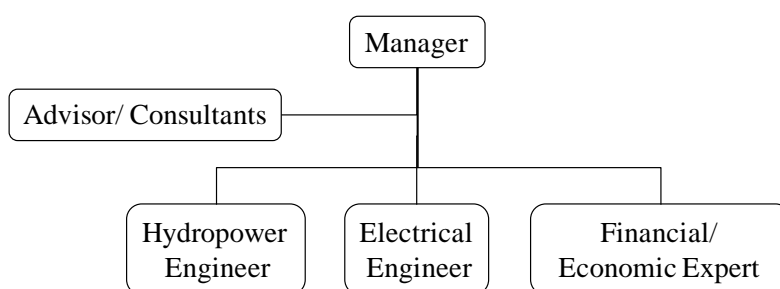 Manager
Advisor/ Consultants
Hydropower
Engineer
Electrical
Engineer
Financial/
Economic Expert